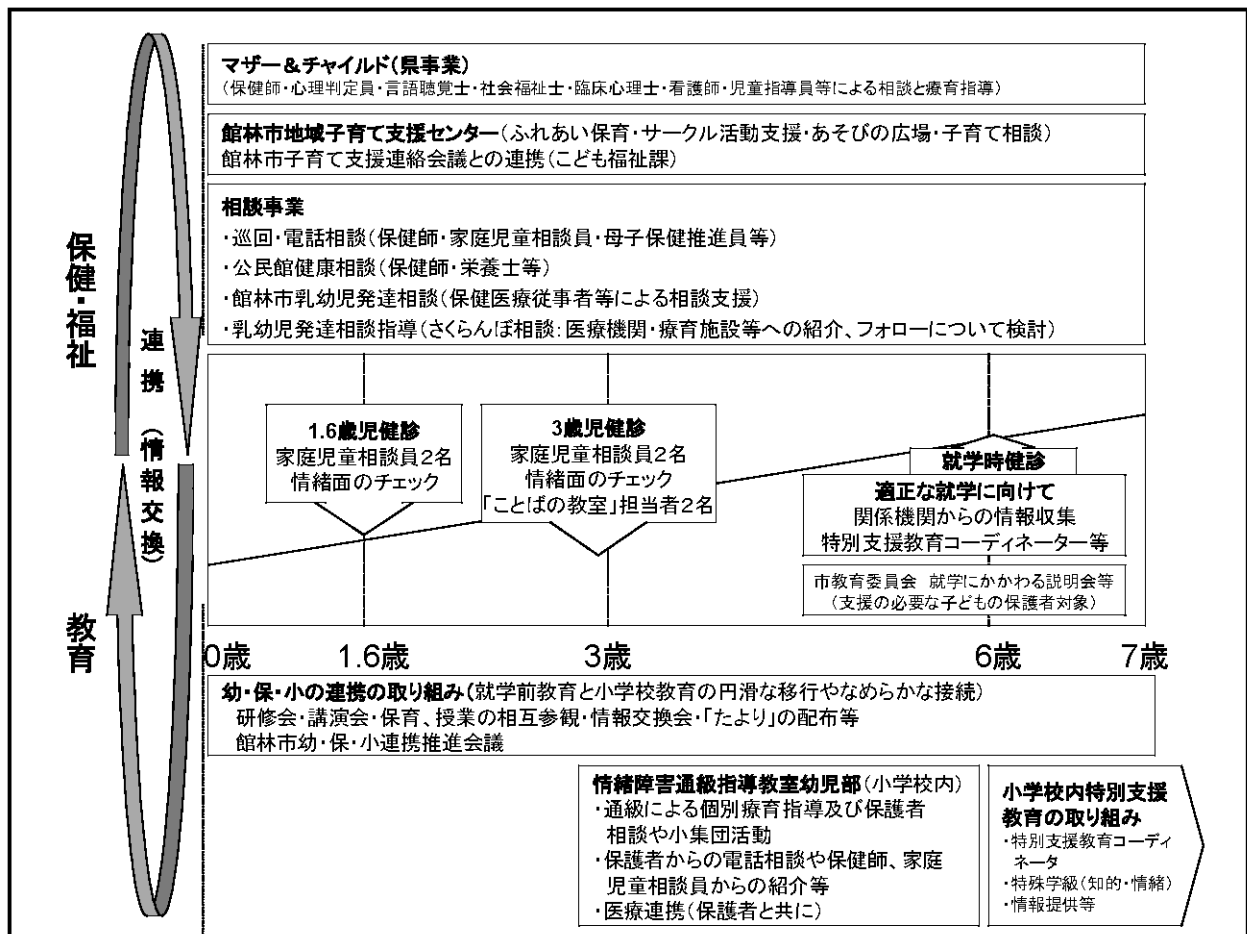 マザー＆チャイルド(県事業)
(保健師・心理判定員・言語聴覚士・社会福祉士・臨床心理士・看護師・児童指導員等による相談と療育指導)
館林市地域子育て支援センター(ふれあい保育・サークル活動支援・あそびの広場・子育て相談)
館林市子育て支援連絡会議との連携(こども福祉課)
相談事業
・巡回・電話相談(保健師・家庭児童相談員・母子保健推進員等)
・公民館健康相談(保健師・栄養士等)
・館林市乳幼児発達相談(保健医療従事者等による相談支援)
・乳幼児発達相談指導(さくらんぼ相談：医療機関・療育施設等への紹介、フォローについて検討)
保健・福祉
連携(情報交換)
教育
1.6歳児健診
家庭児童相談員２名
情緒面のチェック
3歳児健診
家庭児童相談員２名
情緒面のチェック
「ことばの教室」担当者２名
就学時健診
適正な就学に向けて
関係機関からの情報収集
特別支援教育コーディネーター等
市教育委員会　就学にかかわる説明会等
(支援の必要な子どもの保護者対象)
0歳 1.6歳 3歳 6歳 7歳
幼・保・小の連携の取り組み(就学前教育と小学校教育の円滑な移行やなめらかな接続)
研修会・講演会・保育、授業の相互参観・情報交換会・「たより」の配布等
館林市幼・保・小連携推進会議
情緒障害通級指導教室幼児部(小学校内)
・通級による個別療育指導及び保護者
相談や小集団活動
・保護者からの電話相談や保健師、家庭
児童相談員からの紹介等
・医療連携(保護者と共に)
小学校内特別支援
教育の取り組み
・特別支援教育コーディ
ネータ
・特殊学級(知的・情緒)
・情報提供等